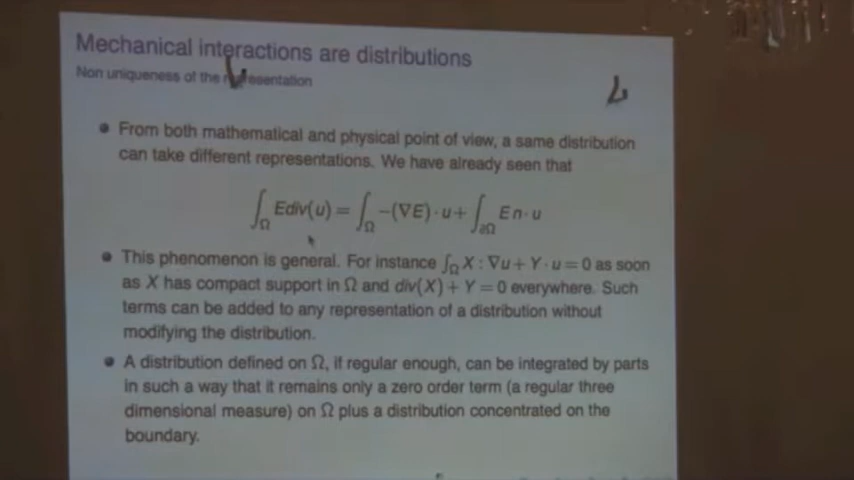 Mechanical interactions are distributions
Non uniqueness of the representation
From both mathematical and physical point of view, a same distribution
can take different representations. We have already seen that
∫_Ω Ediv(u) = ∫_Ω −(∇E)·u + ∫_∂Ω E n·u
This phenomenon is general. For instance ∫_Ω X : ∇u + Y·u = 0 as soon
as X has compact support in Ω and div(X) + Y = 0 everywhere. Such
terms can be added to any representation of a distribution without
modifying the distribution.
A distribution defined on Ω, if regular enough, can be integrated by parts
in such a way that it remains only a zero order term (a regular three
dimensional measure) on Ω plus a distribution concentrated on the
boundary.